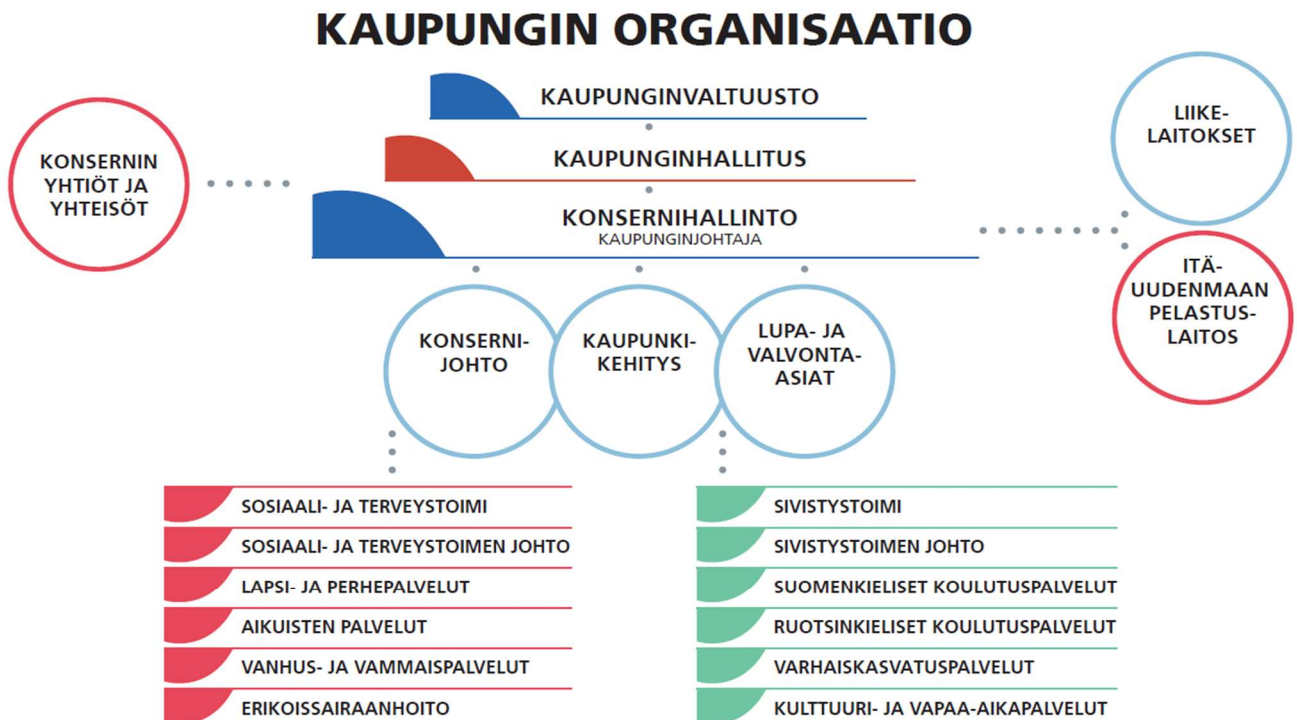 KAUPUNGIN ORGANISAATIO
KAUPUNGINVALTUUSTO
KAUPUNGINHALLITUS
KONSERNIHALLINTO
KAUPUNGINJOHTAJA
KONSERNIN
YHTIÖT JA
YHTEISÖT
LIIKE-
LAITOKSET
ITÄ-
UUDENMAAN
PELASTUS-
LAITOS
KONSERNI-
JOHTO
KAUPUNKI-
KEHITYS
LUPA- JA
VALVONTA-
ASIAT
SOSIAALI- JA TERVEYSTOIMI
SOSIAALI- JA TERVEYSTOIMEN JOHTO
LAPSI- JA PERHEPALVELUT
AIKUISTEN PALVELUT
VANHUS- JA VAMMAISPALVELUT
ERIKOISSAIRAANHOITO
SIVISTYSTOIMI
SIVISTYSTOIMEN JOHTO
SUOMENKIELISET KOULUTUSPALVELUT
RUOTSINKIELISET KOULUTUSPALVELUT
VARHAISKASVATUSPALVELUT
KULTTUURI- JA VAPAA-AIKAPALVELUT